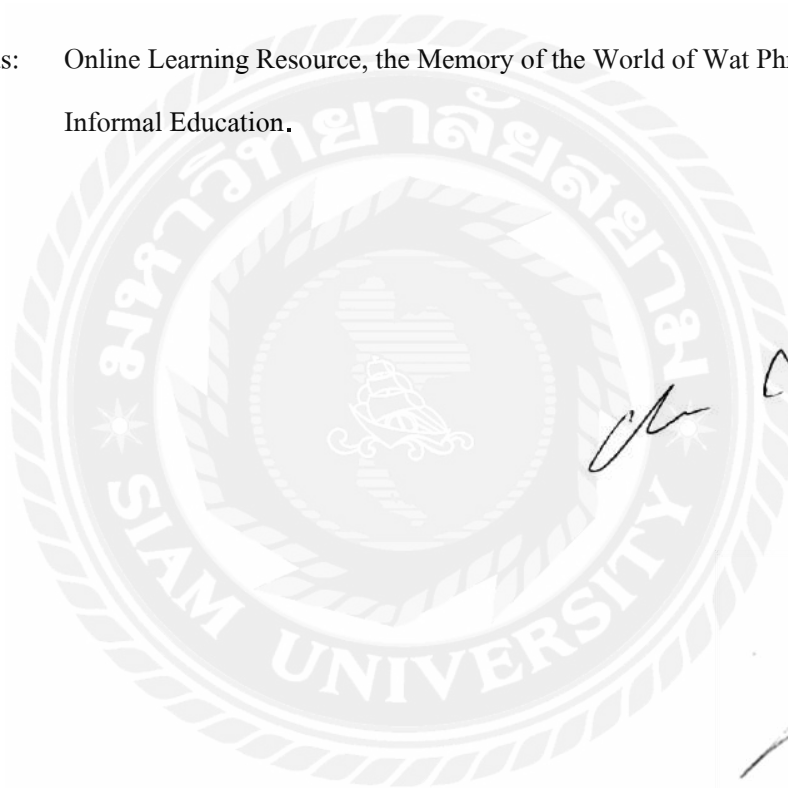 s: Online Learning Resource, the Memory of the World of Wat Ph
Informal Education.
มหาวิทยาลัยสยาม
SIAM UNIVERSITY